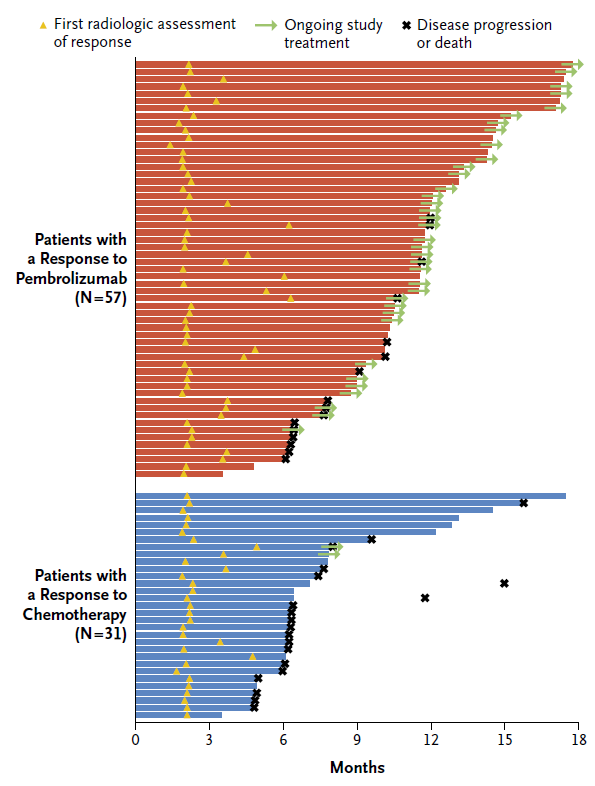 First radiologic assessment
of response
Ongoing study
treatment
Disease progression
or death
Patients with
a Response to
Pembrolizumab
(N=57)
Patients with
a Response to
Chemotherapy
(N=31)
0 3 6 9 12 15 18
Months